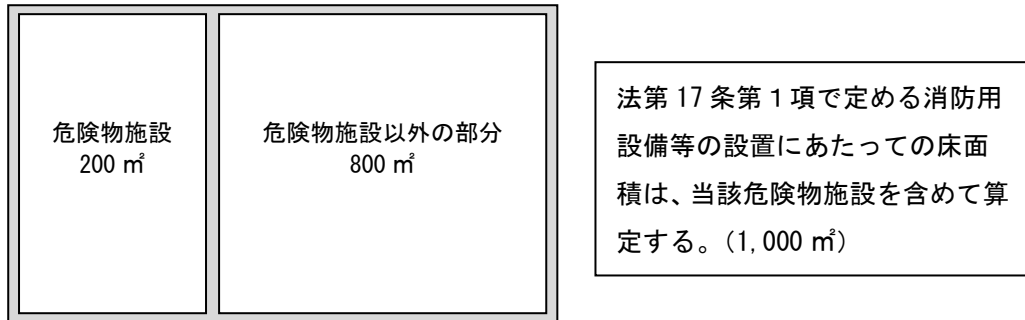 危険物施設
200 ㎡
危険物施設以外の部分
800 ㎡
法第 17 条第 1 項で定める消防用
設備等の設置にあたっての床面
積は、当該危険物施設を含めて算
定する。(1,000 ㎡)